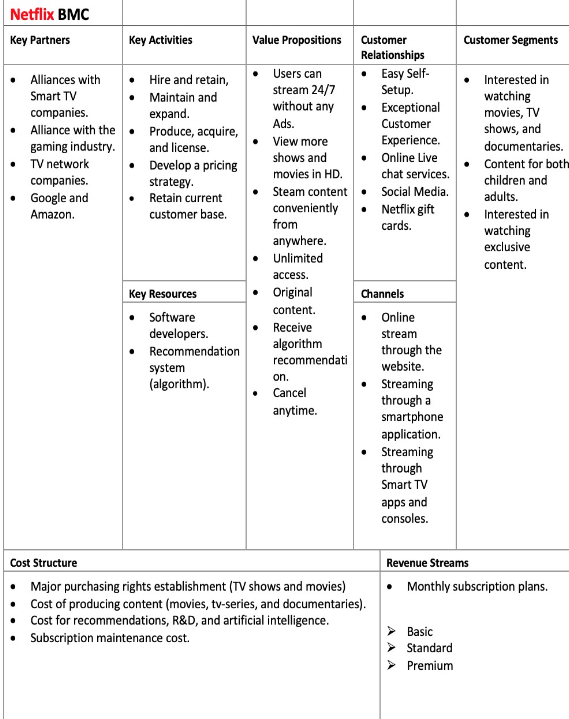 Netflix BMC
Key Partners
• Alliances with
Smart TV
companies.
• Alliance with the
gaming industry.
• TV network
companies.
• Google and
Amazon.
Key Activities
• Hire and retain,
• Maintain and
expand.
• Produce, acquire,
and license.
• Develop a pricing
strategy.
• Retain current
customer base.
Key Resources
• Software
developers.
• Recommendation
system
(algorithm).
Value Propositions
• Users can
stream 24/7
without any
Ads.
• View more
shows and
movies in HD.
• Steam content
conveniently
from
anywhere.
• Unlimited
access.
• Original
content.
• Receive
algorithm
recommendati
on.
• Cancel
anytime.
Customer
Relationships
• Easy Self-
Setup.
• Exceptional
Customer
Experience.
• Online Live
chat services.
• Social Media.
• Netflix gift
cards.
Channels
• Online
stream
through the
website.
• Streaming
through a
smartphone
application.
• Streaming
through
Smart TV
apps and
consoles.
Customer Segments
• Interested in
watching
movies, TV
shows, and
documentaries.
• Content for both
children and
adults.
• Interested in
watching
exclusive
content.
Cost Structure
• Major purchasing rights establishment (TV shows and movies)
• Cost of producing content (movies, tv-series, and documentaries).
• Cost for recommendations, R&D, and artificial intelligence.
• Subscription maintenance cost.
Revenue Streams
• Monthly subscription plans.
➢ Basic
➢ Standard
➢ Premium